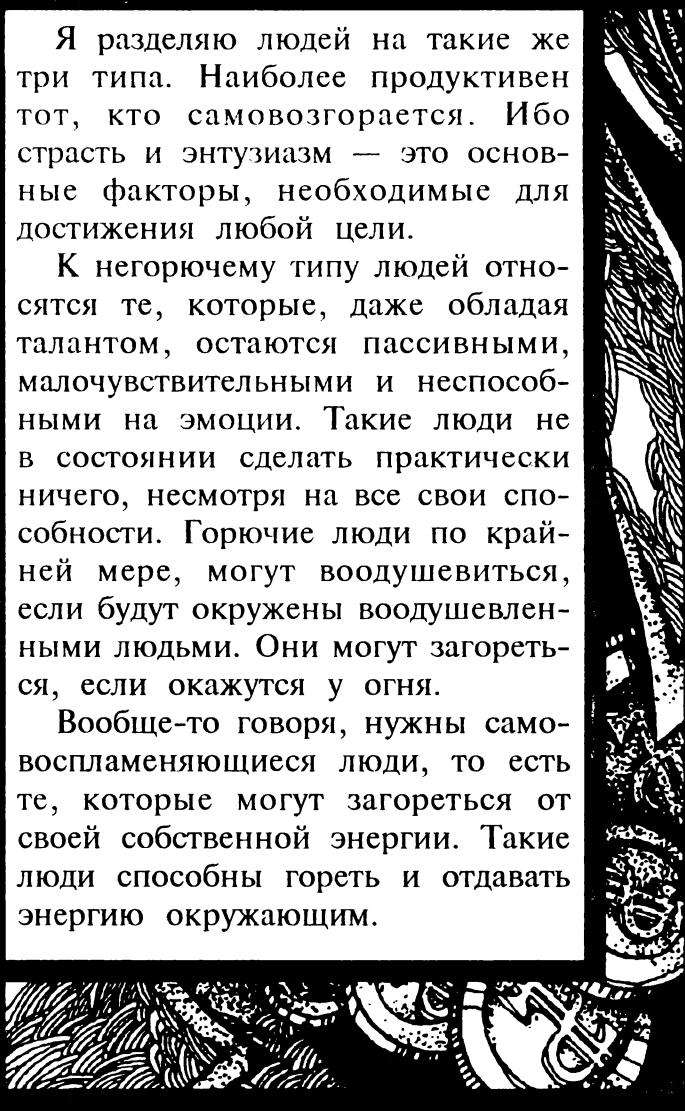 Я разделяю людей на такие же
три типа. Наиболее продуктивен
тот, кто самовозгорается. Ибо
страсть и энтузиазм — это основ-
ные факторы, необходимые для
достижения любой цели.
К негорючему типу людей отно-
сятся те, которые, даже обладая
талантом, остаются пассивными,
малочувствительными и неспособ-
ными на эмоции. Такие люди не
в состоянии сделать практически
ничего, несмотря на все свои спо-
собности. Горючие люди по край-
ней мере, могут воодушевиться,
если будут окружены воодушевлен-
ными людьми. Они могут загореть-
ся, если окажутся у огня.
Вообще-то говоря, нужны само-
воспламеняющиеся люди, то есть
те, которые могут загореться от
своей собственной энергии. Такие
люди способны гореть и отдавать
энергию окружающим.